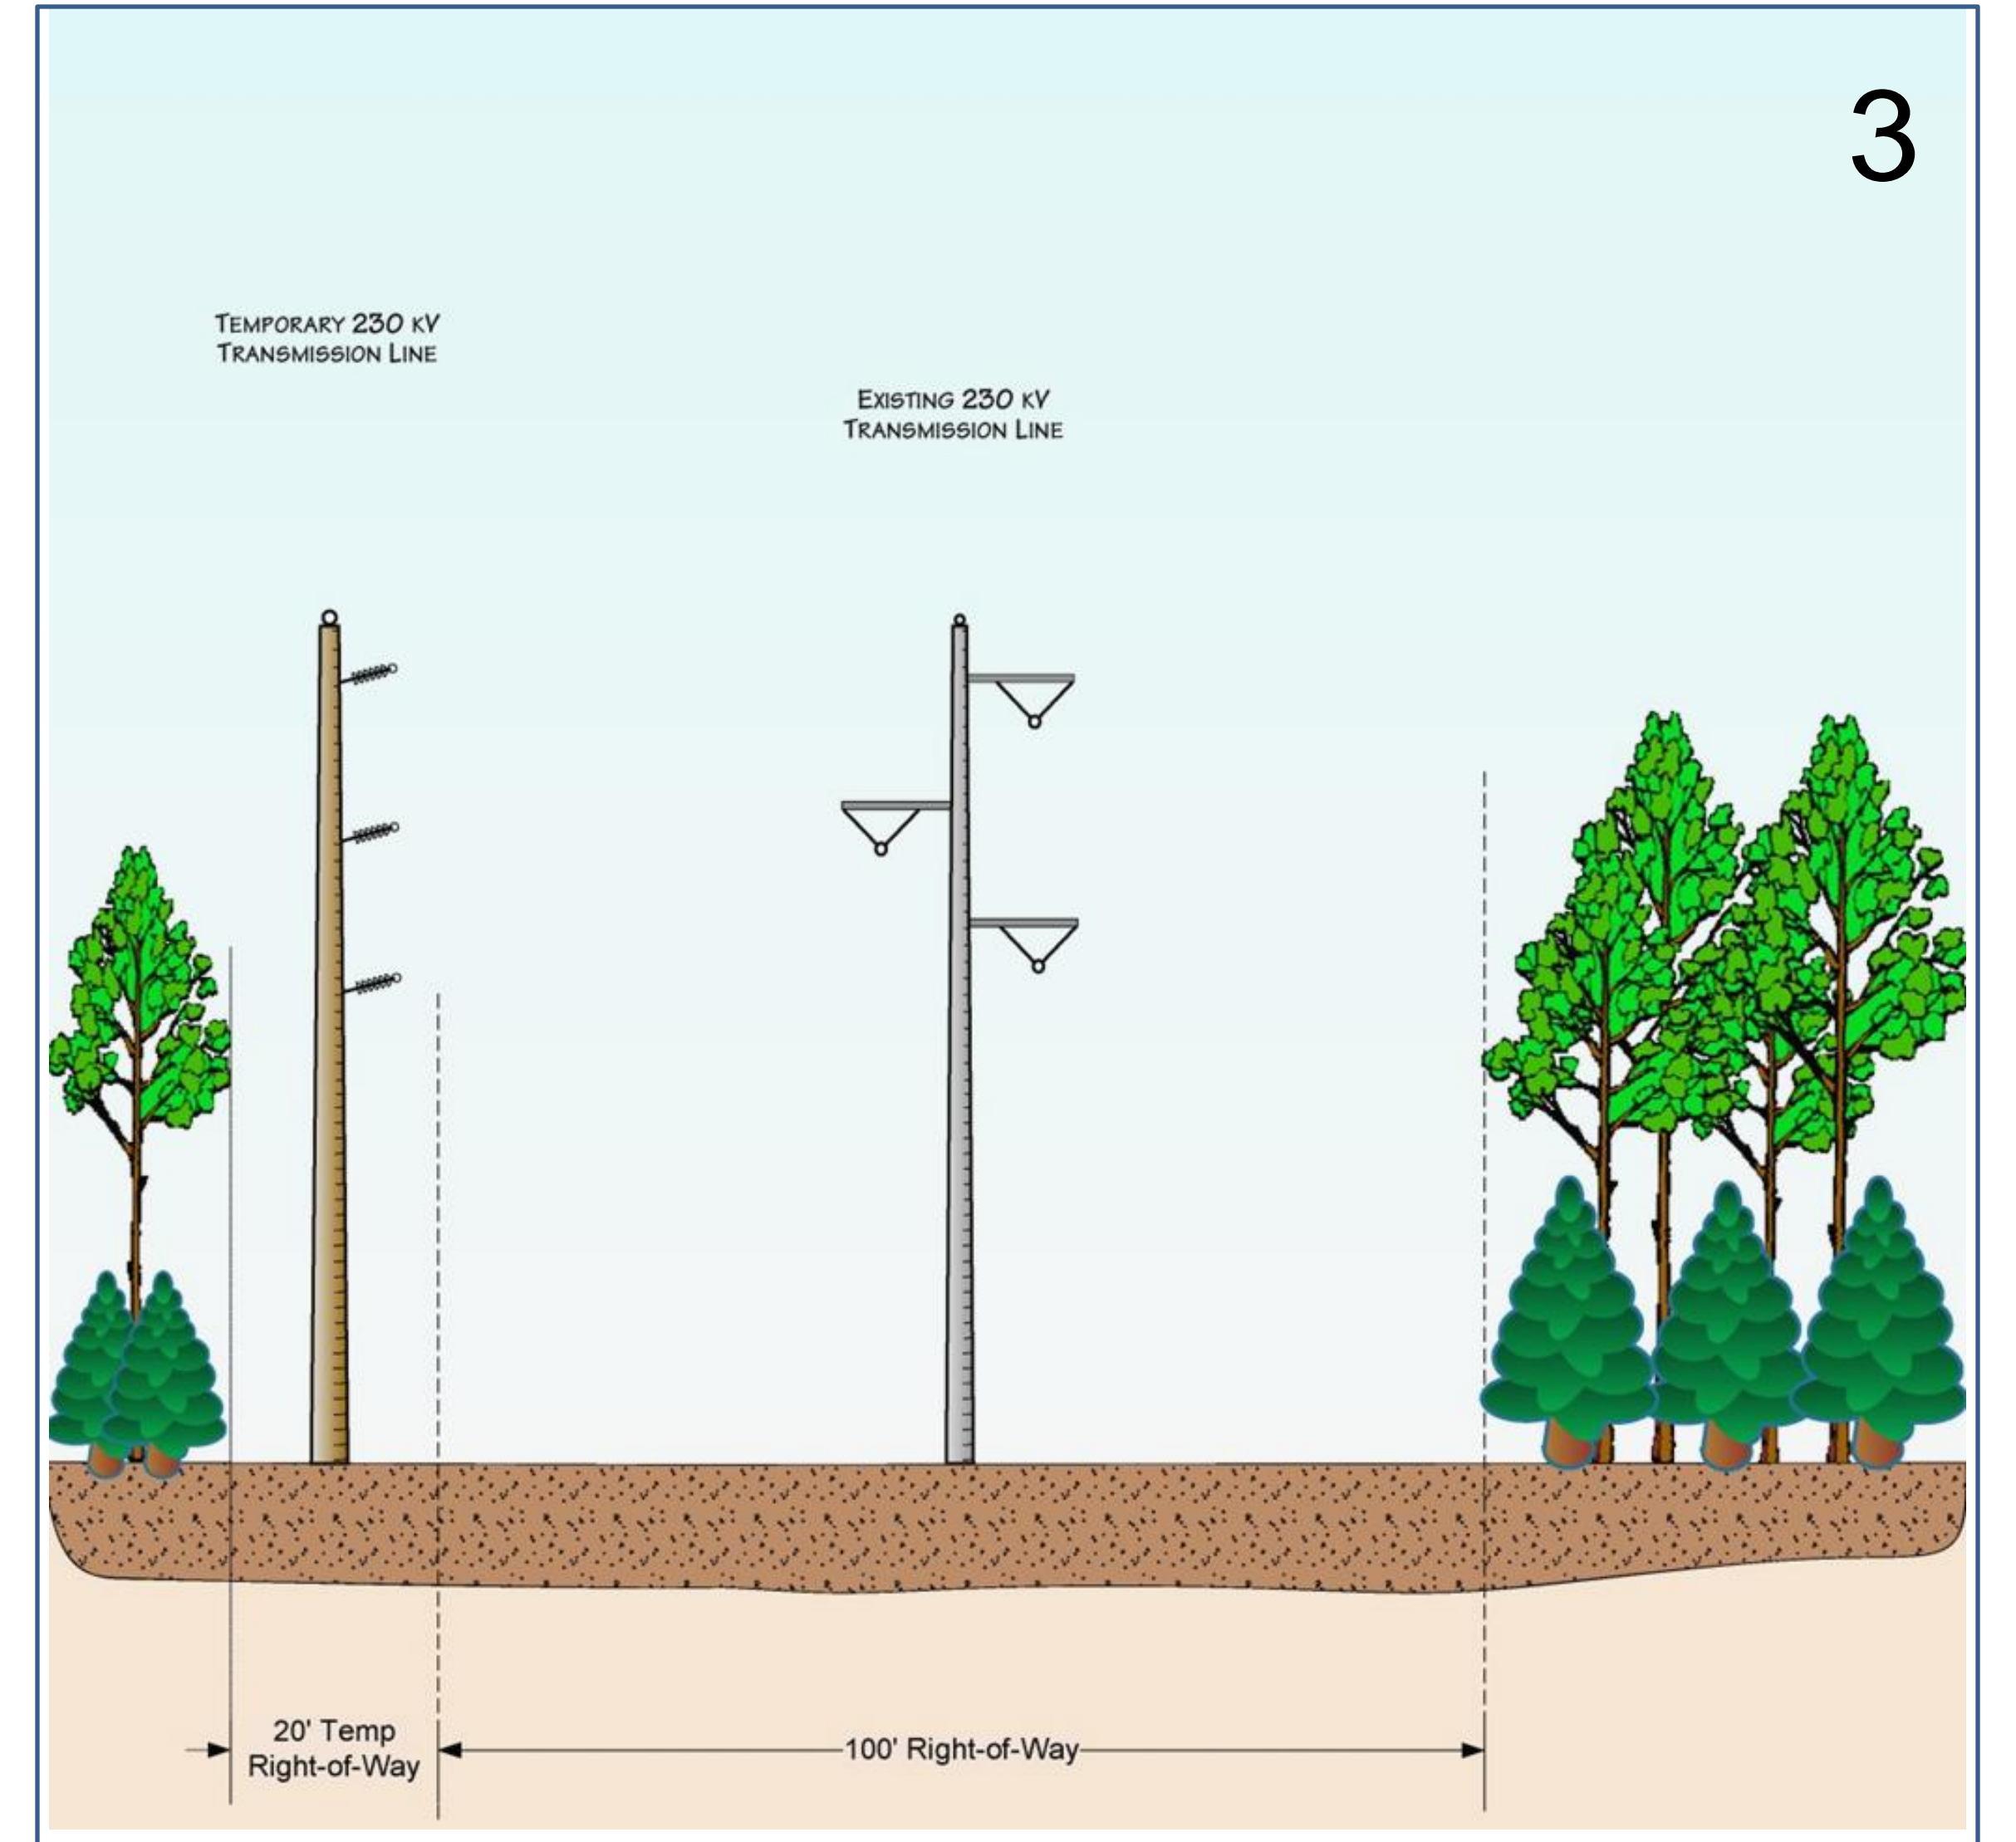 3
Temporary 230 kV
Transmission Line
Existing 230 kV
Transmission Line
20' Temp
Right-of-Way
100' Right-of-Way